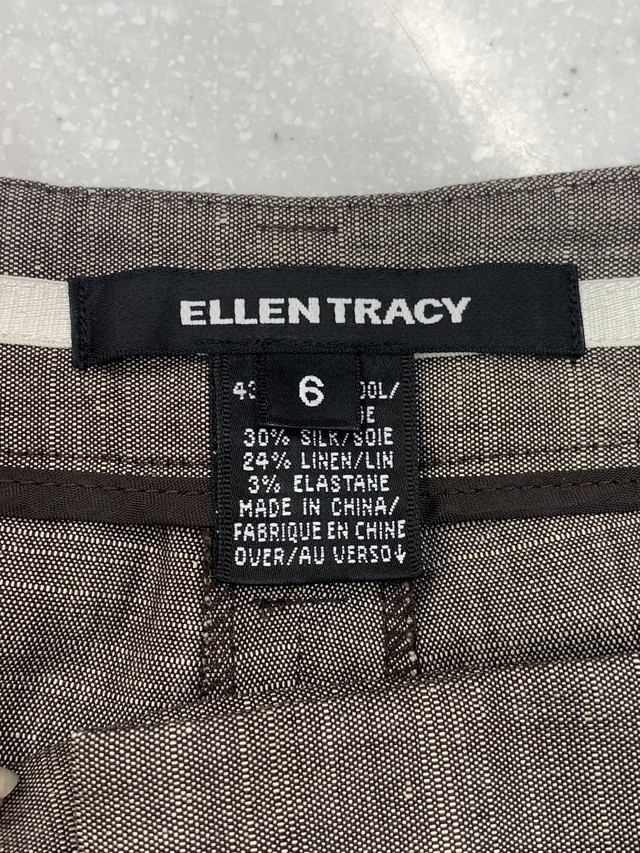 ELLEN TRACY
6
30% SILK/SOIE
24% LINEN/LIN
3% ELASTANE
MADE IN CHINA/
FABRIQUE EN CHINE
OVER/AU VERSO↓